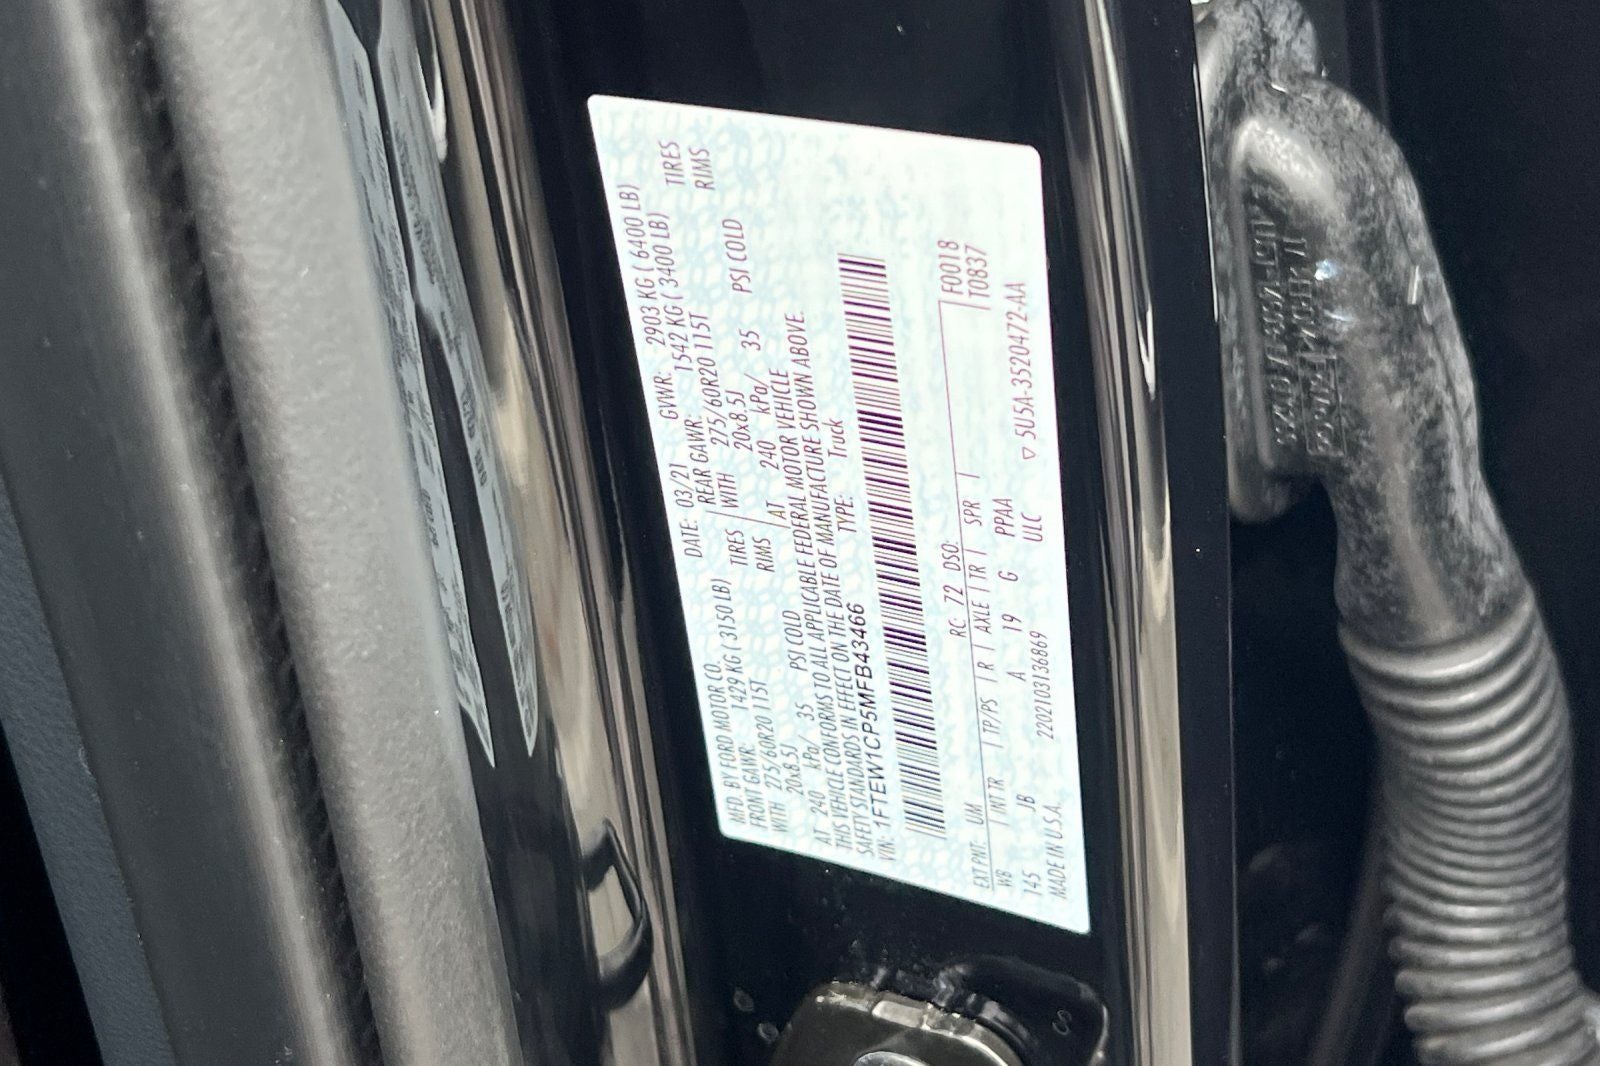 MFD. BY FORD MOTOR CO. DATE: 03/21 GVWR: 2903 KG ( 6400 LB)
FRONT GAWR: 1429 KG ( 3150 LB) REAR GAWR: 1542 KG ( 3400 LB)
WITH 275/60R20 115T TIRES WITH 275/60R20 115T TIRES
20x8.5J RIMS 20x8.5J RIMS
AT 240 kPa/ 35 PSI COLD AT 240 kPa/ 35 PSI COLD
THIS VEHICLE CONFORMS TO ALL APPLICABLE FEDERAL MOTOR VEHICLE
SAFETY STANDARDS IN EFFECT ON THE DATE OF MANUFACTURE SHOWN ABOVE.
VIN: 1FTEW1CP5MFB43466 TYPE: Truck
F0018
T0837
EXT PNT: UM RC: 72 DSO:
WB | INT TR | TP/PS | R | AXLE | TR | SPR |
145 JB A 19 G PPAA
MADE IN U.S.A. 220210313686​9 ULC ▽ 5U5A-3520472-AA